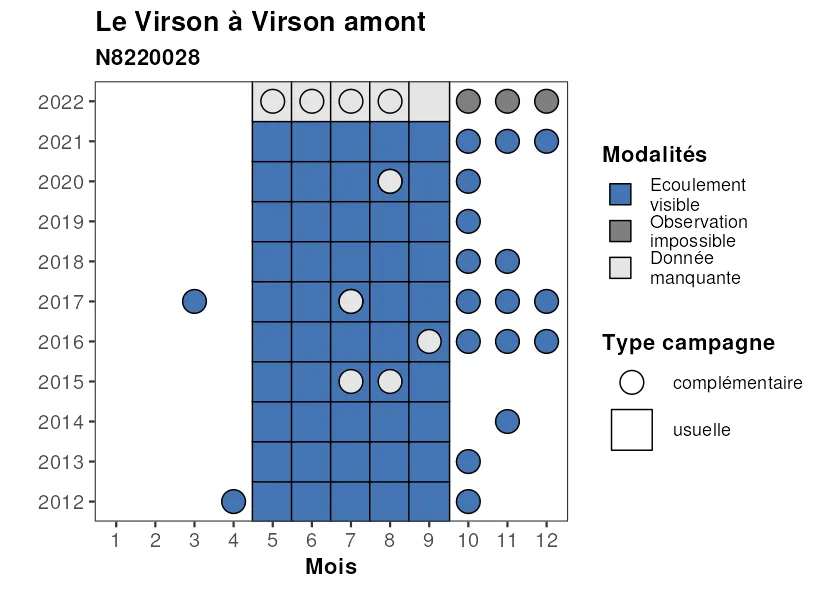 Le Virson à Virson amont
N8220028
2022
2021
2020
2019
2018
2017
2016
2015
2014
2013
2012
1 2 3 4 5 6 7 8 9 10 11 12
Mois
Modalités
Ecoulement
visible
Observation
impossible
Donnée
manquante
Type campagne
complémentaire
usuelle